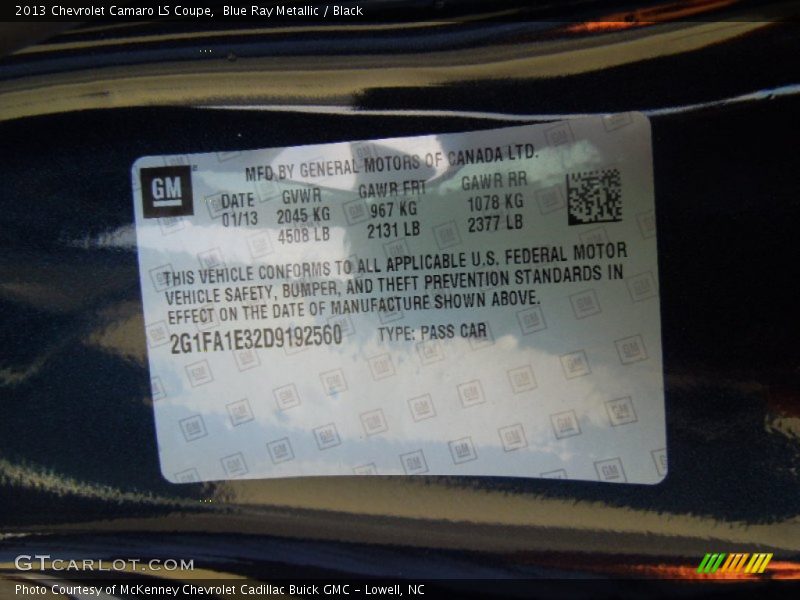 2013 Chevrolet Camaro LS Coupe,  Blue Ray Metallic / Black
GM
MFD BY GENERAL MOTORS OF CANADA LTD.
DATE GVWR GAWR FRT GAWR RR
01/13 2045 KG 967 KG 1078 KG
4508 LB 2131 LB 2377 LB
THIS VEHICLE CONFORMS TO ALL APPLICABLE U.S. FEDERAL MOTOR
VEHICLE SAFETY, BUMPER, AND THEFT PREVENTION STANDARDS IN
EFFECT ON THE DATE OF MANUFACTURE SHOWN ABOVE.
2G1FA1E32D9192560 TYPE: PASS CAR
GTCARLOT.COM
Photo Courtesy of McKenney Chevrolet Cadillac Buick GMC - Lowell, NC